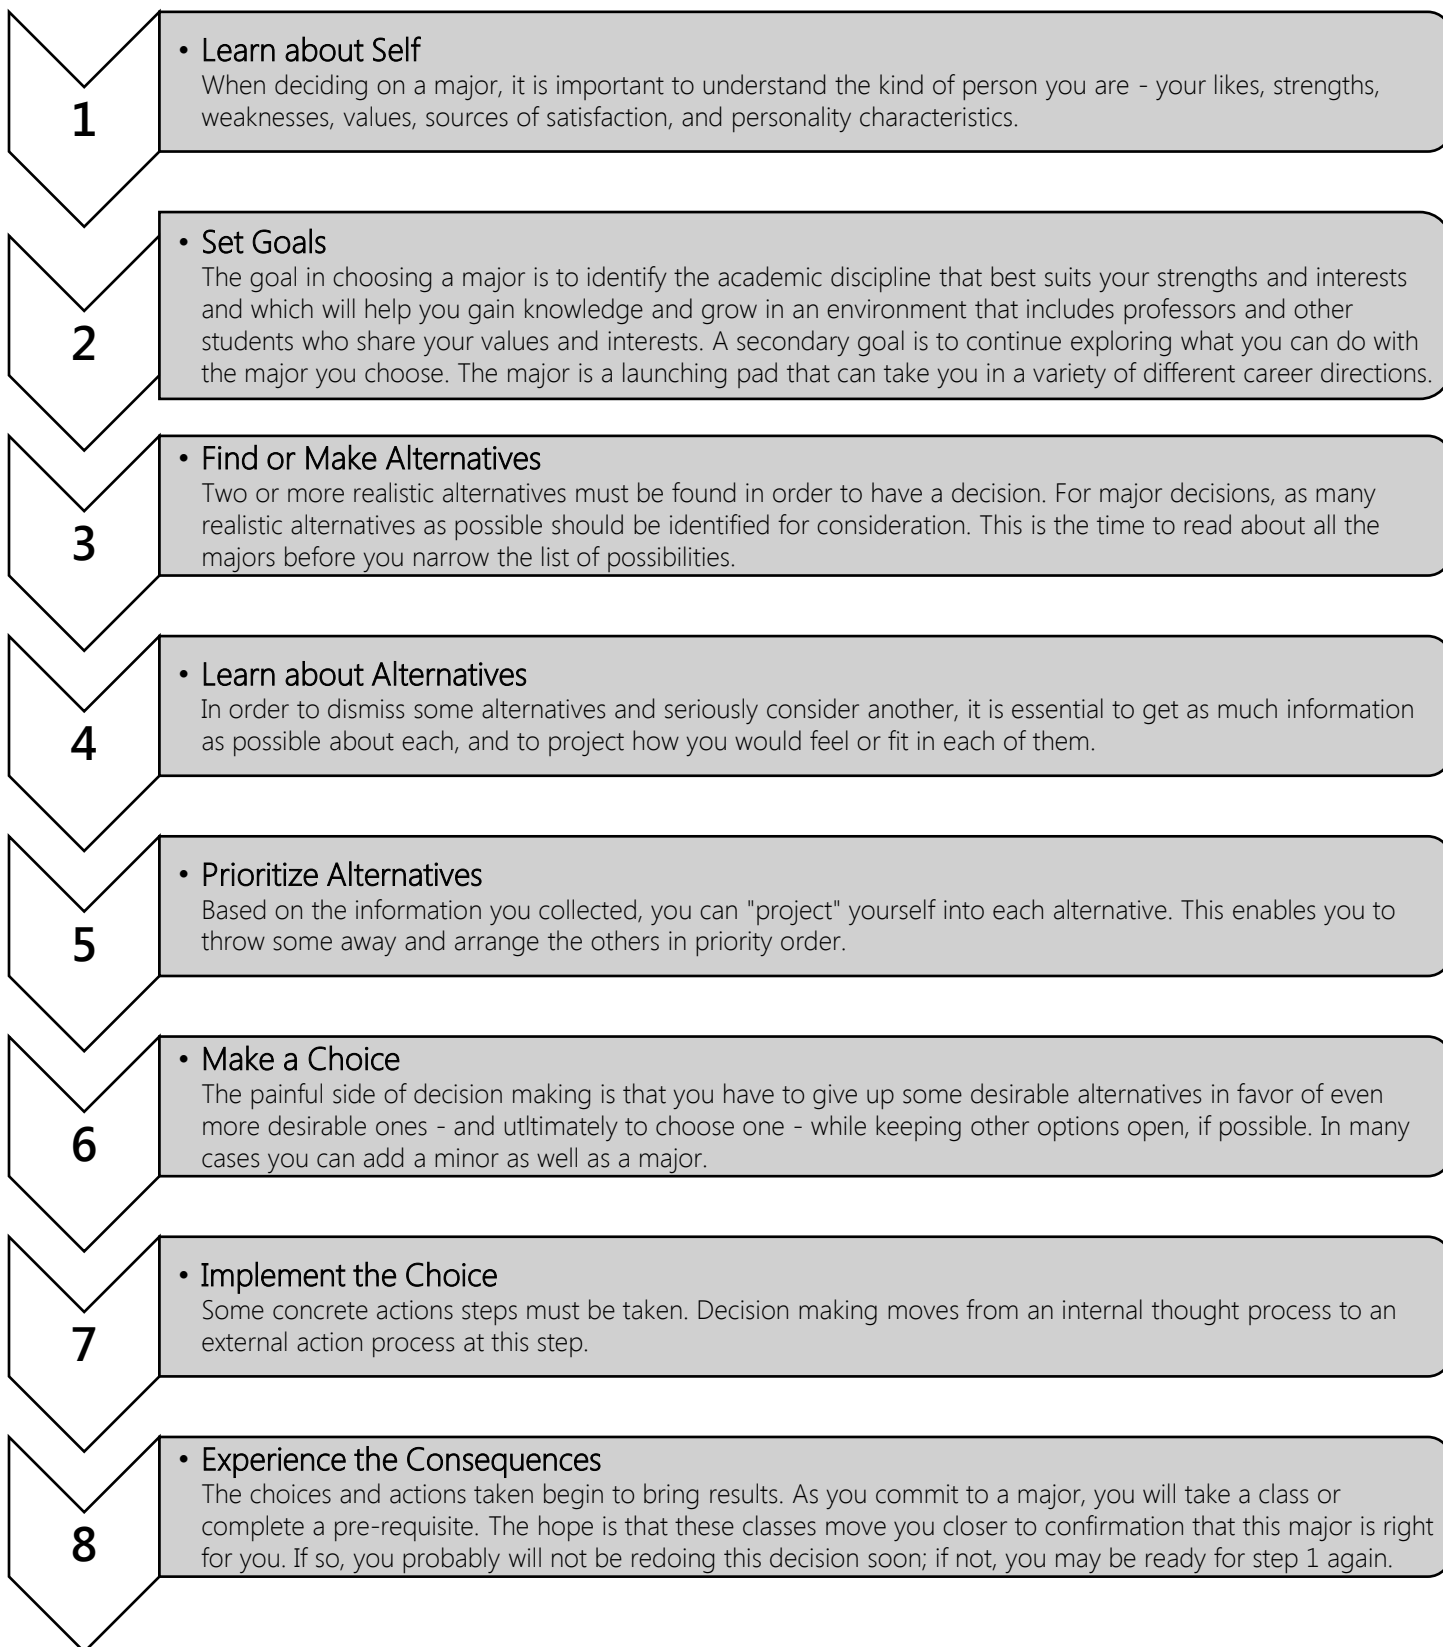 1
• Learn about Self
When deciding on a major, it is important to understand the kind of person you are - your likes, strengths,
weaknesses, values, sources of satisfaction, and personality characteristics.
2
• Set Goals
The goal in choosing a major is to identify the academic discipline that best suits your strengths and interests
and which will help you gain knowledge and grow in an environment that includes professors and other
students who share your values and interests. A secondary goal is to continue exploring what you can do with
the major you choose. The major is a launching pad that can take you in a variety of different career directions.
3
• Find or Make Alternatives
Two or more realistic alternatives must be found in order to have a decision. For major decisions, as many
realistic alternatives as possible should be identified for consideration. This is the time to read about all the
majors before you narrow the list of possibilities.
4
• Learn about Alternatives
In order to dismiss some alternatives and seriously consider another, it is essential to get as much information
as possible about each, and to project how you would feel or fit in each of them.
5
• Prioritize Alternatives
Based on the information you collected, you can "project" yourself into each alternative. This enables you to
throw some away and arrange the others in priority order.
6
• Make a Choice
The painful side of decision making is that you have to give up some desirable alternatives in favor of even
more desirable ones - and utltimately to choose one - while keeping other options open, if possible. In many
cases you can add a minor as well as a major.
7
• Implement the Choice
Some concrete actions steps must be taken. Decision making moves from an internal thought process to an
external action process at this step.
8
• Experience the Consequences
The choices and actions taken begin to bring results. As you commit to a major, you will take a class or
complete a pre-requisite. The hope is that these classes move you closer to confirmation that this major is right
for you. If so, you probably will not be redoing this decision soon; if not, you may be ready for step 1 again.